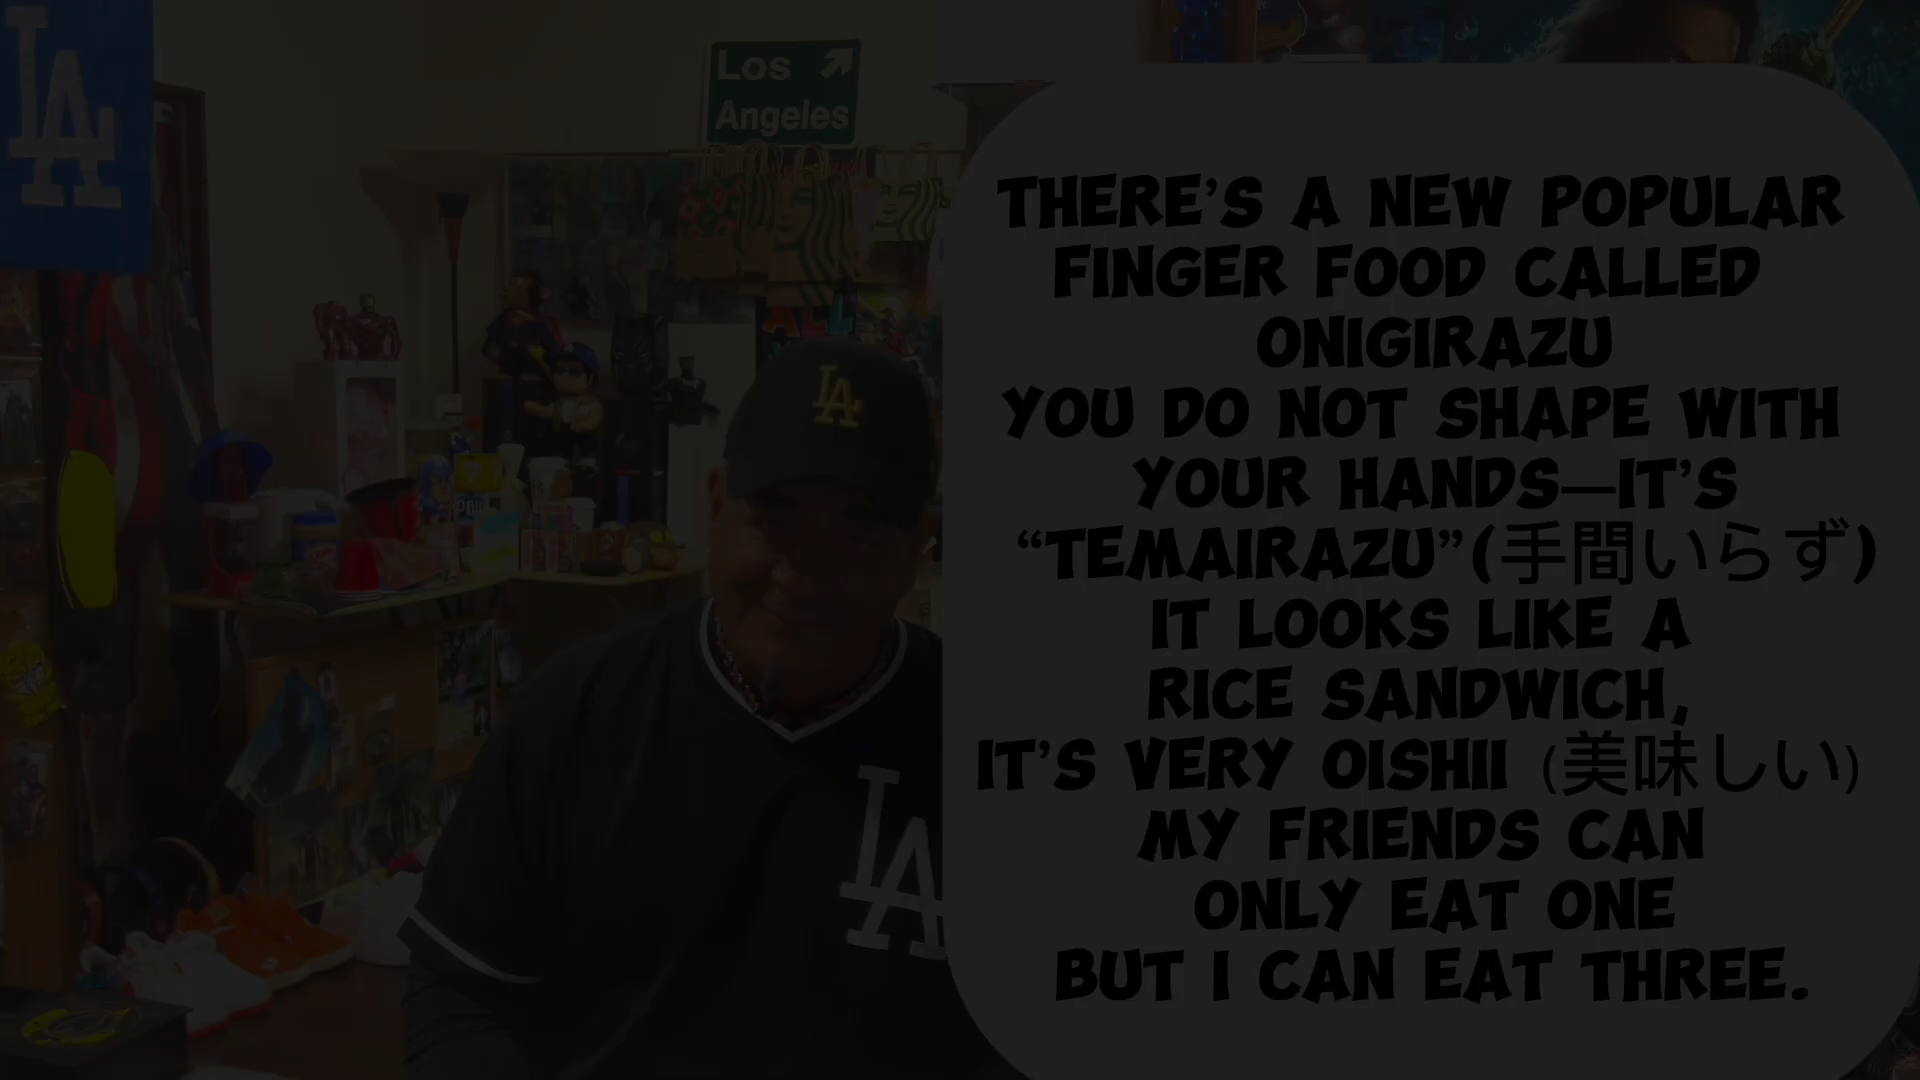 LA
Los
Angeles
LA
LA
THERE'S A NEW POPULAR
FINGER FOOD CALLED
ONIGIRAZU
YOU DO NOT SHAPE WITH
YOUR HANDS—IT'S
“TEMAIRAZU”(手間いらず)
IT LOOKS LIKE A
RICE SANDWICH,
IT'S VERY OISHII (美味しい)
MY FRIENDS CAN
ONLY EAT ONE
BUT I CAN EAT THREE.